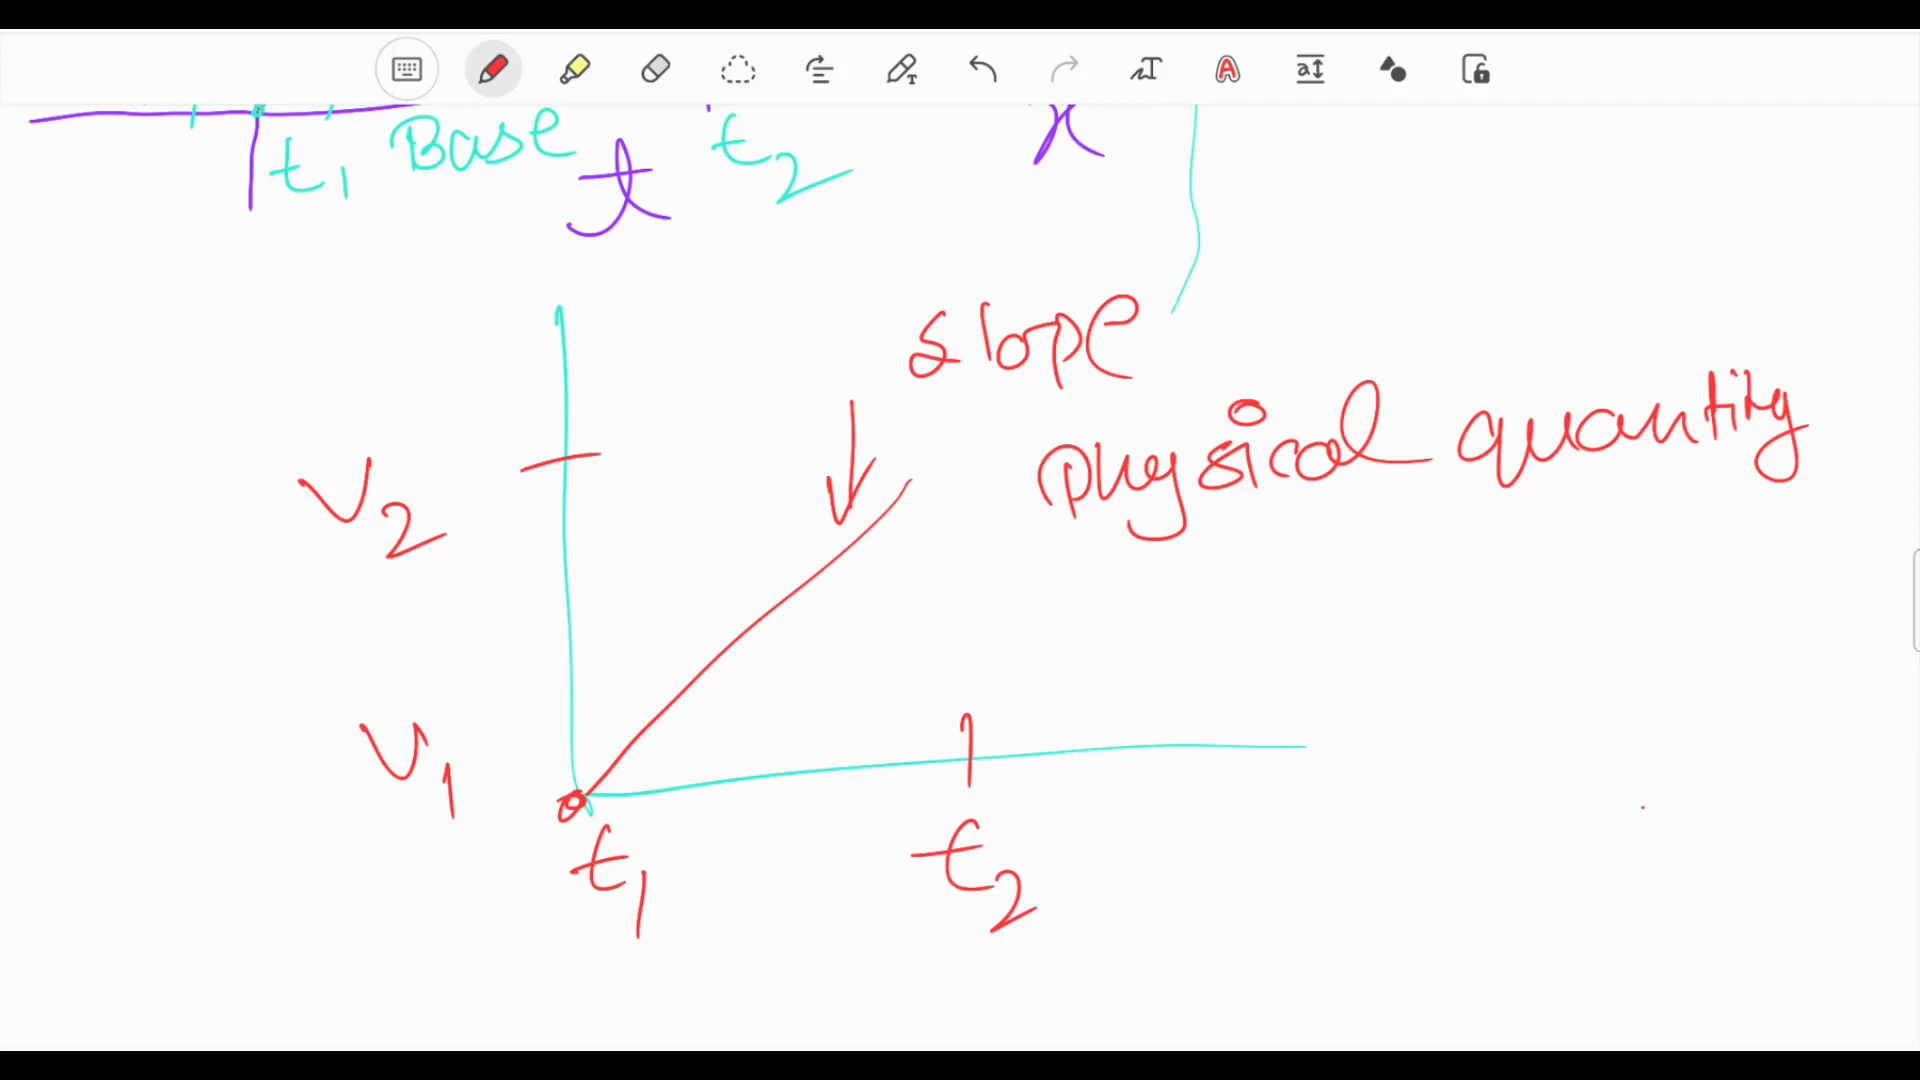 t1 Base t2 x
t
slope
physical quantity
V2
V1
t1 t2